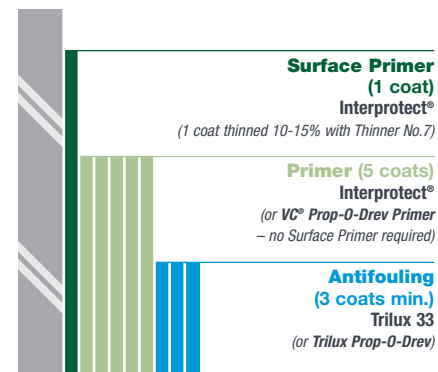 Surface Primer
(1 coat)
Interprotect®
(1 coat thinned 10-15% with Thinner No.7)
Primer (5 coats)
Interprotect®
(or VC® Prop-O-Drev Primer
– no Surface Primer required)
Antifouling
(3 coats min.)
Trilux 33
(or Trilux Prop-O-Drev)